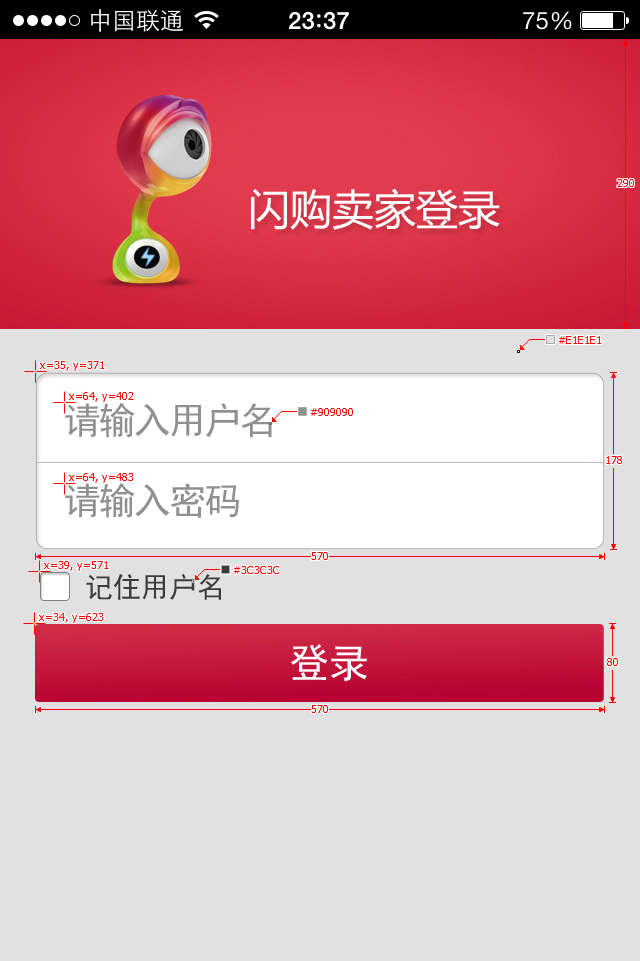 中国联通 23:37 75%
290
闪购卖家登录
#E1E1E1
x=35, y=371
x=64, y=402
请输入用户名 #909090
178
x=64, y=483
请输入密码
570
x=39, y=571
#3C3C3C
记住用户名
x=34, y=623
登录
80
570